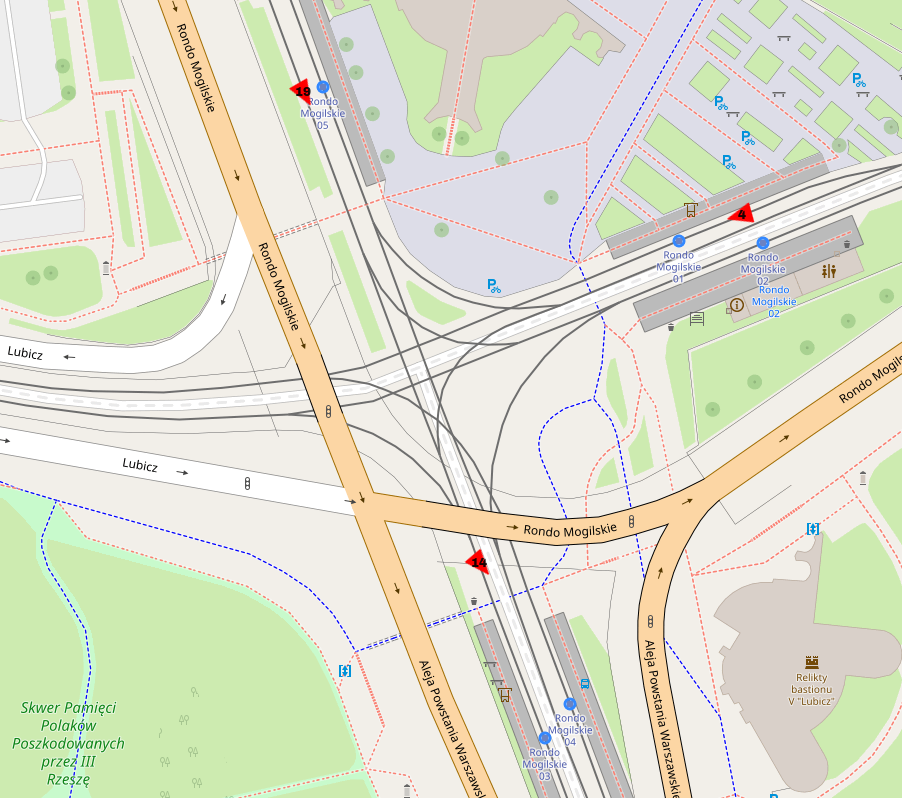 Rondo Mogilskie
19
Rondo
Mogilskie
05
P
P
P
P
4
Rondo
Mogilskie
01
Rondo
Mogilskie
02
Rondo
Mogilskie
02
P
Rondo Mogilskie
Lubicz
Rondo Mogils
Lubicz
Rondo Mogilskie
14
Aleja Powstania Warszawskie
Aleja Powstania Warszawsk
Relikty
bastionu
V "Lubicz"
Skwer Pamięci
Polaków
Poszkodowanych
przez III
Rzeszę
Rondo
Mogilskie
04
Rondo
Mogilskie
03
P